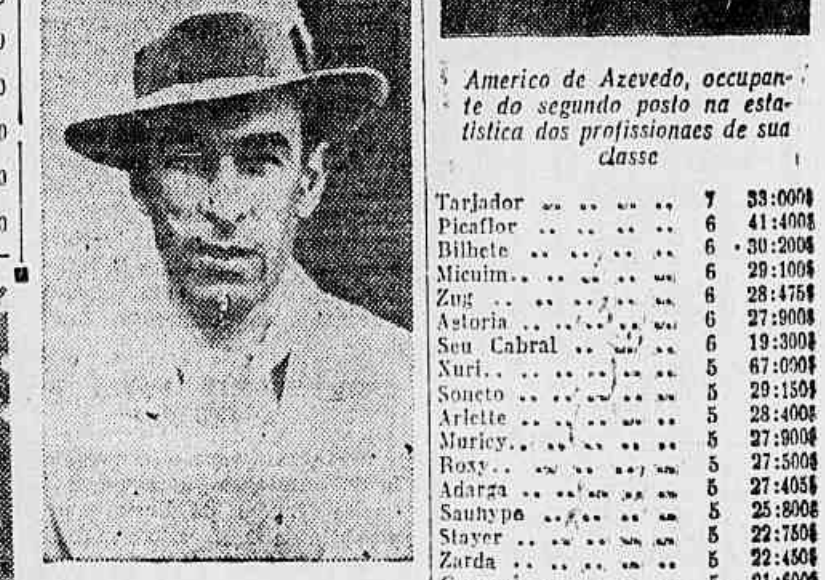 Americo de Azevedo, occupan-
te do segundo posto na esta-
tistica dos profissionaes de sua
classe
Tarjador .. .. .. .. 7 33:000$
Picaflor .. .. .. .. 6 41:400$
Bilhete .. .. .. .. 6 30:200$
Micuim.. .. .. .. 6 29:100$
Zug .. .. .. .. .. 6 28:475$
Astoria .. .. .. .. 6 27:900$
Seu Cabral .. .. .. 6 19:300$
Xuri.. .. .. .. .. 5 67:000$
Soneto .. .. .. .. 5 29:150$
Arlette .. .. .. .. 5 28:400$
Muricy.. .. .. .. 5 27:900$
Roxy.. .. .. .. .. 5 27:500$
Adarga .. .. .. .. 5 27:405$
Sauhype .. .. .. .. 5 25:800$
Stayer .. .. .. .. 5 22:750$
Zarda .. .. .. .. 5 22:450$